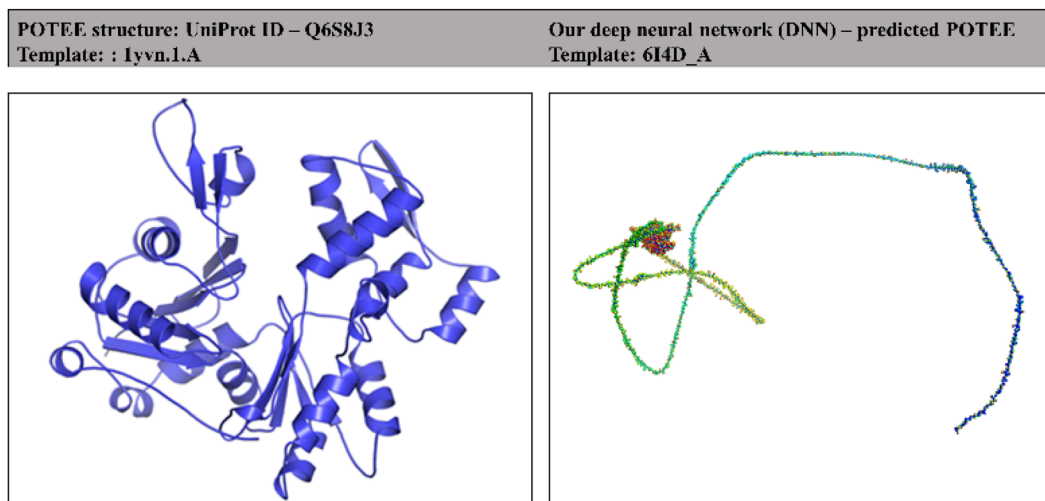 POTEE structure: UniProt ID – Q6S8J3
Template: : 1yvn.1.A
Our deep neural network (DNN) – predicted POTEE
Template: 6I4D_A